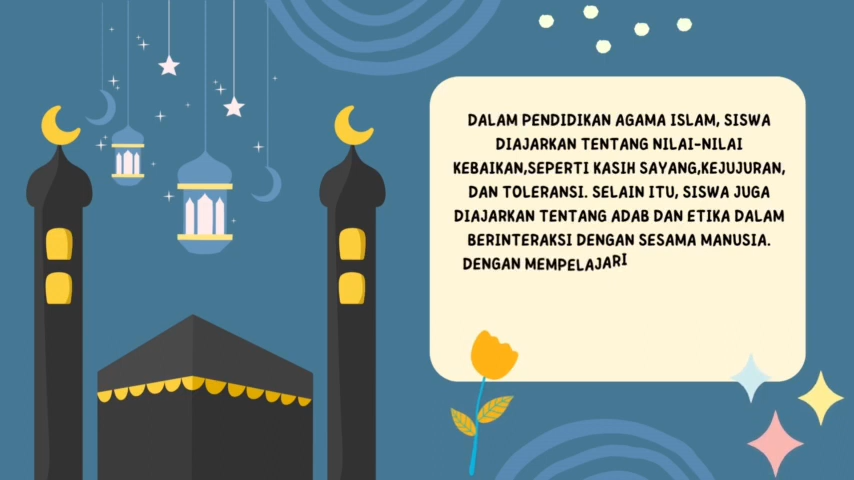 DALAM PENDIDIKAN AGAMA ISLAM, SISWA
DIAJARKAN TENTANG NILAI-NILAI
KEBAIKAN,SEPERTI KASIH SAYANG,KEJUJURAN,
DAN TOLERANSI. SELAIN ITU, SISWA JUGA
DIAJARKAN TENTANG ADAB DAN ETIKA DALAM
BERINTERAKSI DENGAN SESAMA MANUSIA.
DENGAN MEMPELAJARI